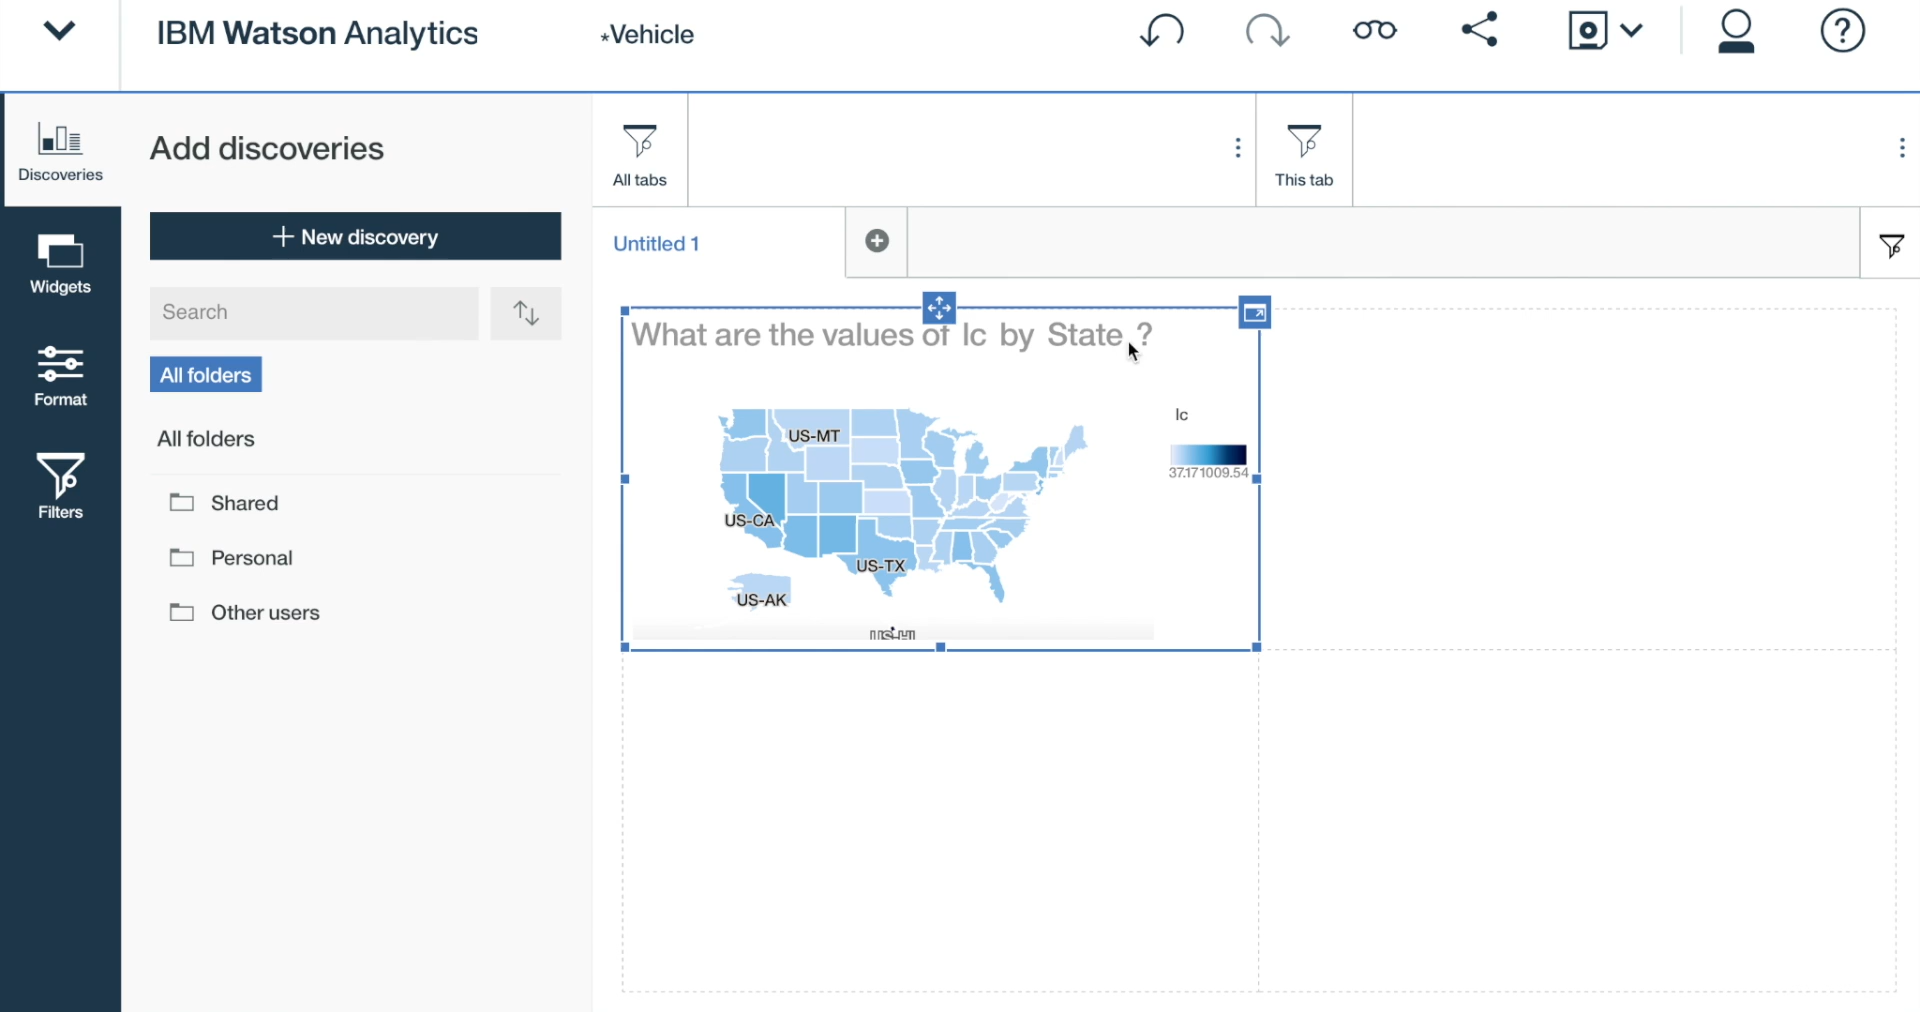 IBM Watson Analytics
*Vehicle
Discoveries
Widgets
Format
Filters
Add discoveries
New discovery
Search
All folders
All folders
Shared
Personal
Other users
All tabs
This tab
Untitled 1
What are the values of Ic by State ?
US-MT
US-CA
US-TX
US-AK
Ic
37.17 1009.54